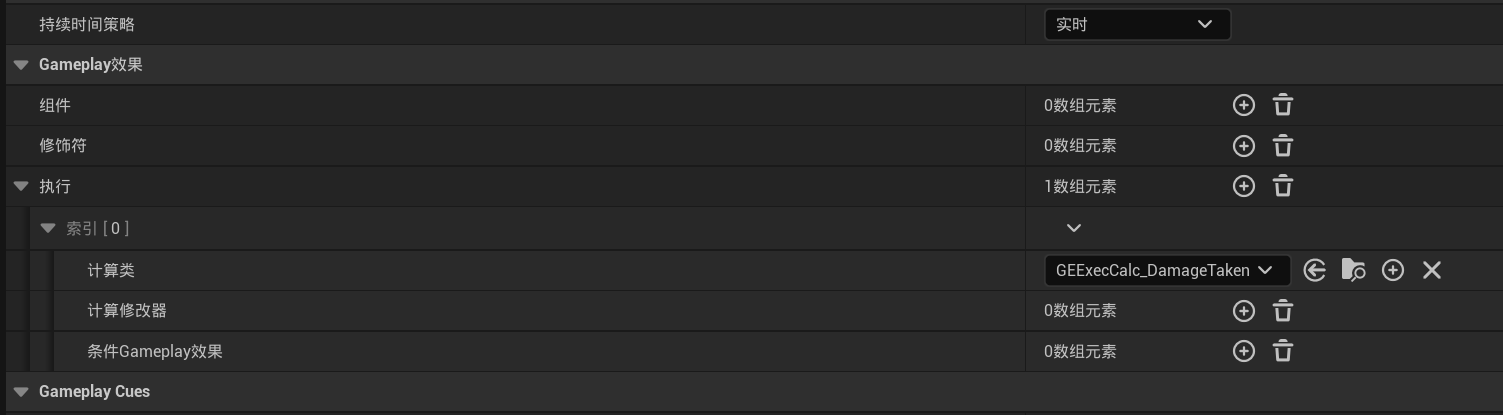 持续时间策略 实时
Gameplay效果
组件 0数组元素
修饰符 0数组元素
执行 1数组元素
索引 [ 0 ]
计算类 GEExecCalc_DamageTaken
计算修改器 0数组元素
条件Gameplay效果 0数组元素
Gameplay Cues